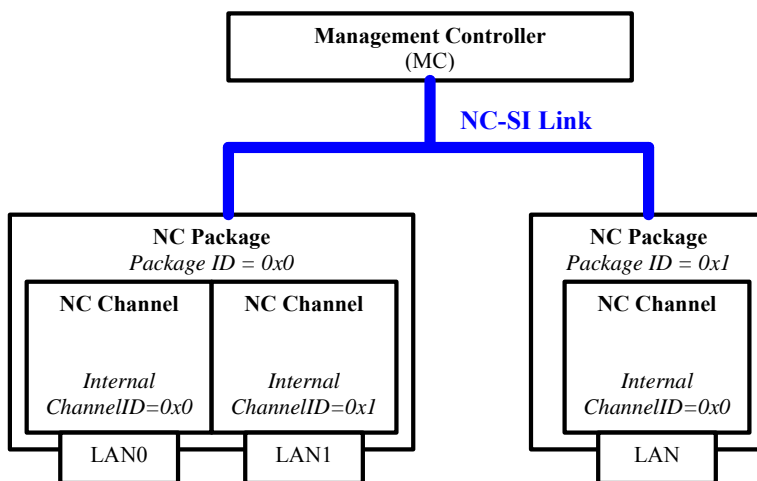 Management Controller
(MC)
NC-SI Link
NC Package
Package ID = 0x0
NC Channel
Internal
ChannelID=0x0
NC Channel
Internal
ChannelID=0x1
LAN0
LAN1
NC Package
Package ID = 0x1
NC Channel
Internal
ChannelID=0x0
LAN